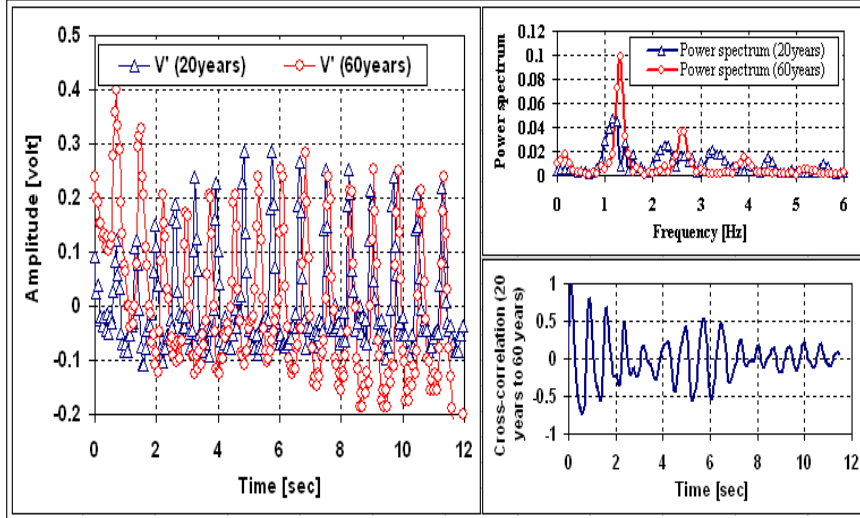 0.5
0.4
0.3
0.2
0.1
0
-0.1
-0.2
Amplitude [volt]
V' (20years) V' (60years)
0 2 4 6 8 10 12
Time [sec]
0.12
0.1
0.08
0.06
0.04
0.02
0
Power spectrum
Power spectrum (20years)
Power spectrum (60years)
0 1 2 3 4 5 6
Frequency [Hz]
1
0.5
0
-0.5
-1
Cross-correlation (20
years to 60 years)
0 2 4 6 8 10 12
Time [sec]